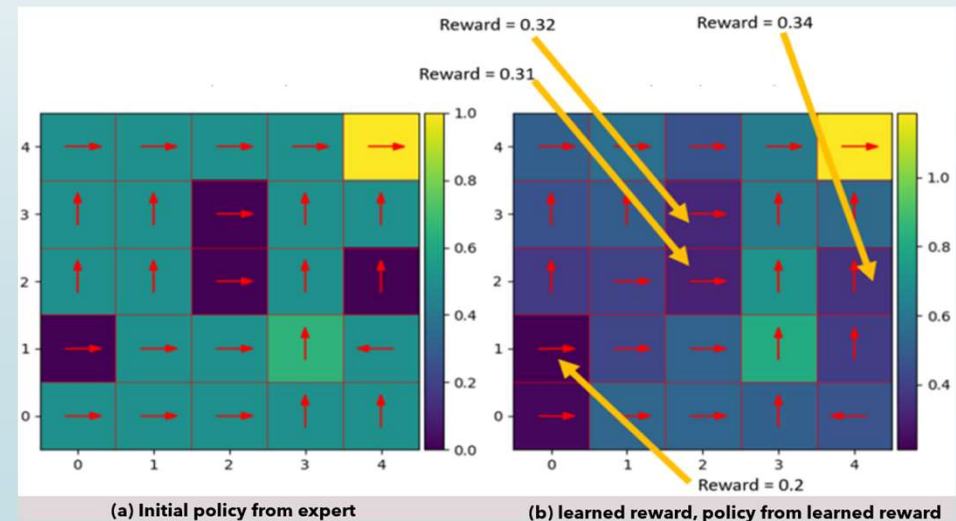 Reward = 0.32
Reward = 0.34
Reward = 0.31
4
3
2
1
0
0 1 2 3 4
1.0
0.8
0.6
0.4
0.2
0.0
4
3
2
1
0
0 1 2 3 4
1.0
0.8
0.6
0.4
Reward = 0.2
(a) Initial policy from expert
(b) learned reward, policy from learned reward